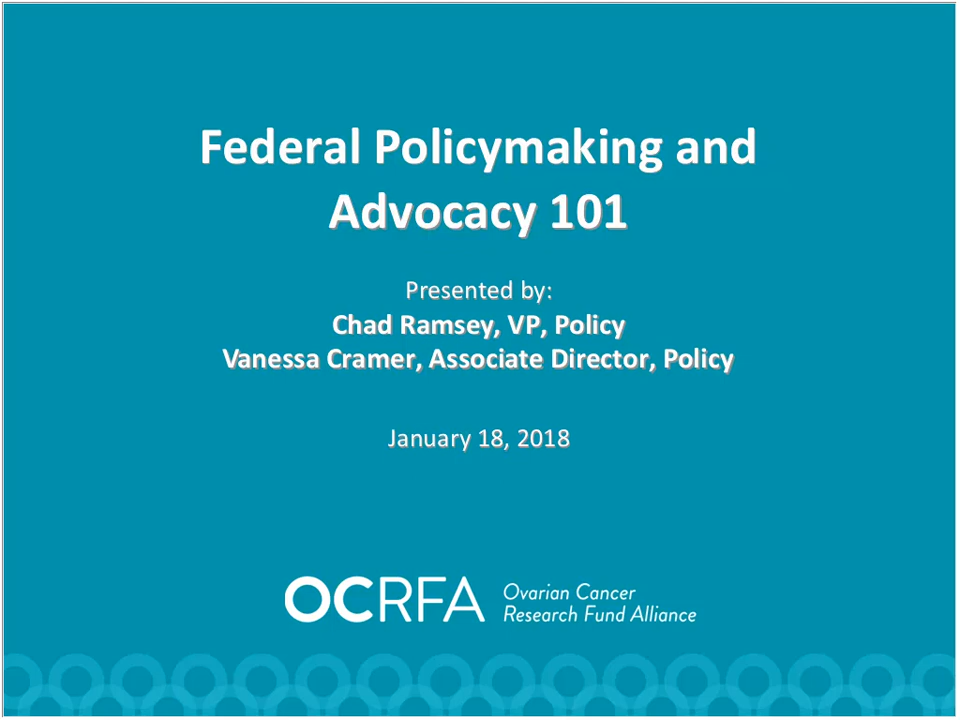 Federal Policymaking and
Advocacy 101
Presented by:
Chad Ramsey, VP, Policy
Vanessa Cramer, Associate Director, Policy
January 18, 2018
OCRFA
Ovarian Cancer
Research Fund Alliance